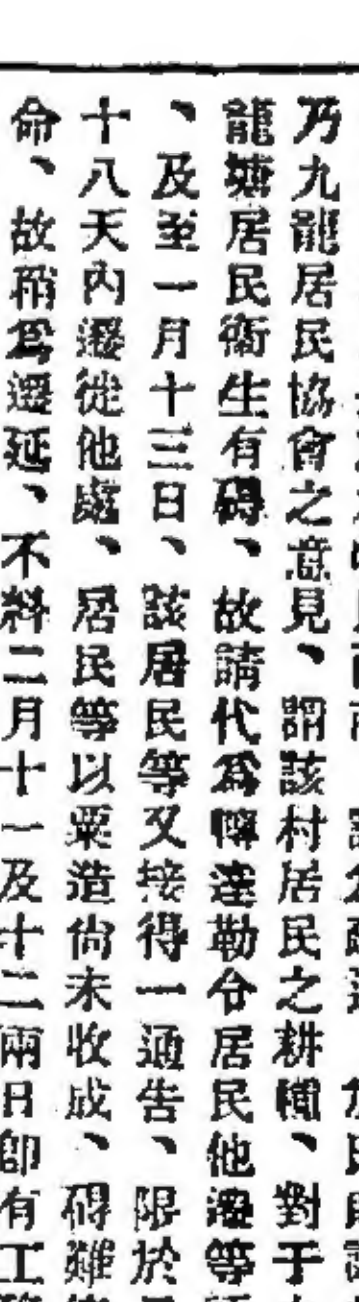 乃九龍居民協會之意見、謂該村居民之耕種、對于
龍塘居民衞生有碍、故請代爲轉達勒令居民他遷等
、及至一月十三日、該居民等又接得一通告、限於
十八天內遷徙他處、居民等以粟造尙未收成、碍難
命、故稍爲遷延、不料二月十一及十二兩日卽有工